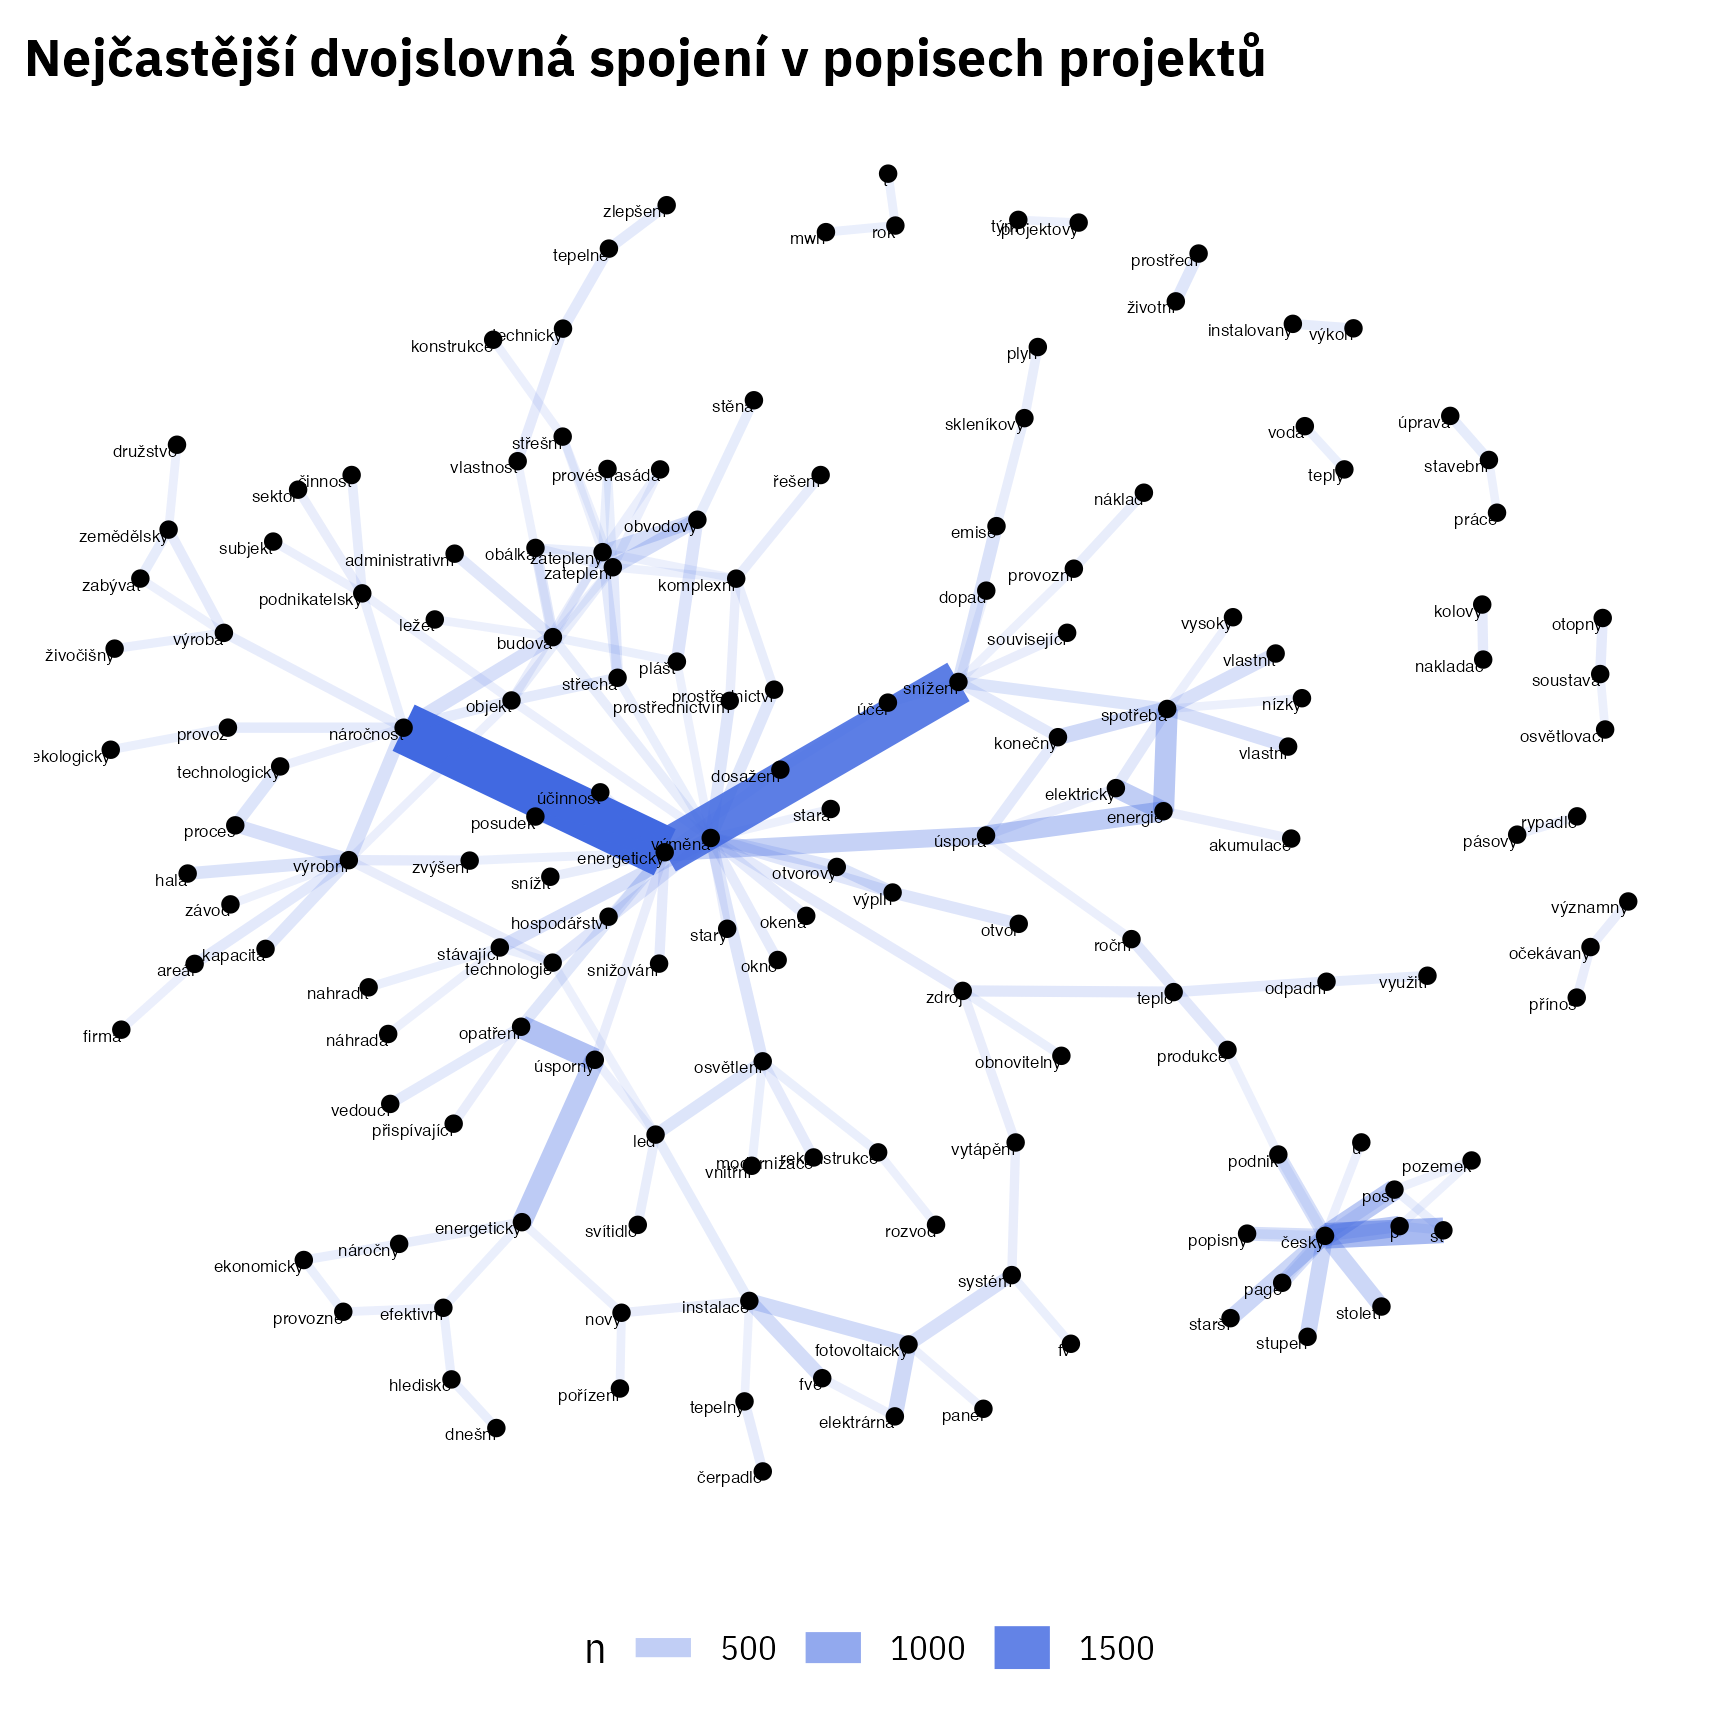 Nejčastější dvojslovná spojení v popisech projektů
zlepšení
mwh
rok
tým
projektový
tepelně
prostředí
životní
technický
konstrukce
instalovaný
výkon
plyn
stěna
skleníkový
úprava
voda
střešní
družstvo
vlastnost
provést
fasáda
stavební
teplý
řešení
činnost
sektor
náklad
práce
obvodový
emise
zemědělský
subjekt
obálka
zateplený
administrativní
zateplení
provozní
zabývat
komplexní
podnikatelský
dopad
kolový
ležet
vysoký
otopný
výroba
budova
související
živočišný
vlastnit
plášť
nakladač
střecha
soustava
snížení
prostřednictví
prostřednictvím
objekt
účel
nízký
spotřeba
provoz
náročnost
osvětlovací
konečný
ekologický
vlastní
technologický
dosažení
účinnost
elektrický
stará
posudek
energie
rypadlo
proces
výměna
úspora
akumulace
pásový
energetický
výrobní
zvýšení
otvorový
hala
snížit
výplň
závod
významný
hospodářství
okena
otvor
starý
roční
kapacita
stávající
očekávaný
areál
technologie
snižování
okno
odpadní
využití
nahradit
zdroj
teplo
přínos
firma
náhrada
opatření
produkce
úsporný
osvětlení
obnovitelný
vedoucí
přispívající
led
vytápění
modernizace
rekonstrukce
vnitřní
podnik
pozemek
post
energetický
svítidlo
rozvod
popisný
český
p
st
náročný
ekonomický
systém
page
instalace
století
provozně
efektivní
nový
starší
stupeň
fotovoltaický
fv
hledisko
fve
pořízení
tepelný
panel
elektrárna
dnešní
čerpadlo
n 500 1000 1500